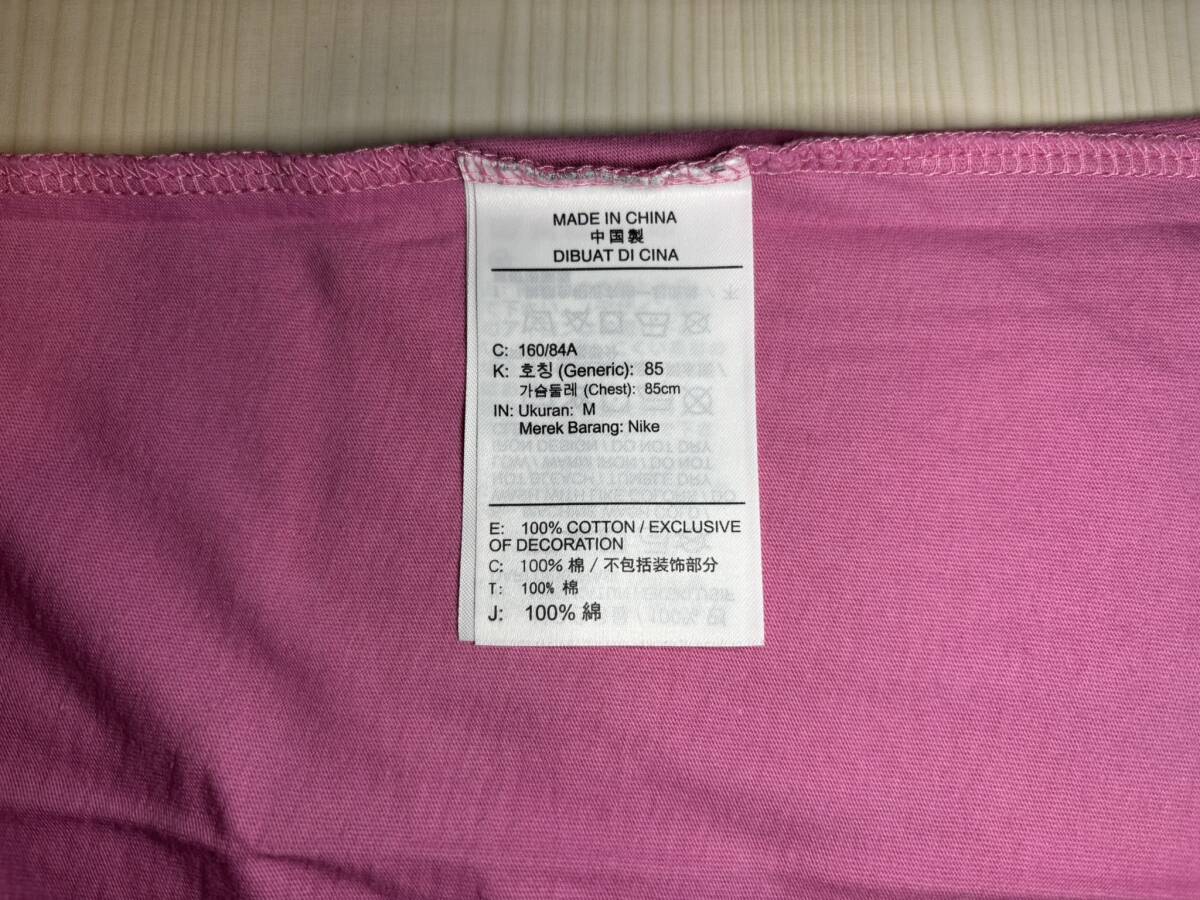 MADE IN CHINA
中国製
DIBUAT DI CINA
C: 160/84A
K: 호칭 (Generic): 85
가슴둘레 (Chest): 85cm
IN: Ukuran: M
Merek Barang: Nike
E: 100% COTTON / EXCLUSIVE
OF DECORATION
C: 100% 棉 / 不包括装饰部分
T: 100% 棉
J: 100% 綿